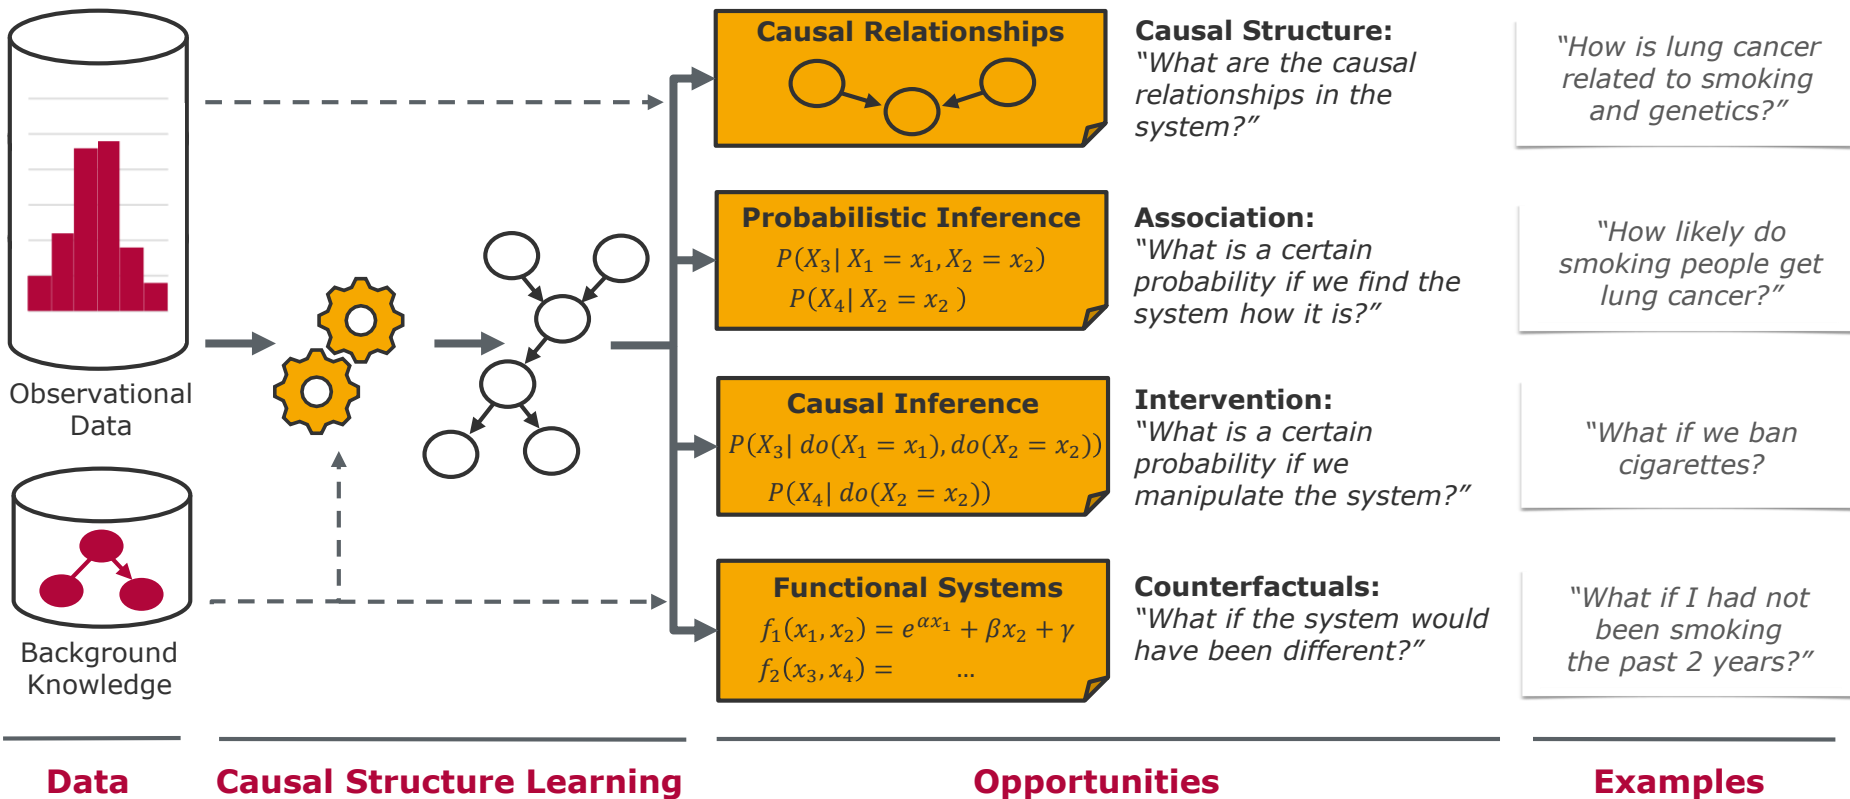 Observational
Data
Background
Knowledge
Causal Relationships
Causal Structure:
“What are the causal
relationships in the
system?”
“How is lung cancer
related to smoking
and genetics?”
Probabilistic Inference
P(X₃| X₁ = x₁, X₂ = x₂)
P(X₄| X₂ = x₂ )
Association:
“What is a certain
probability if we find the
system how it is?”
“How likely do
smoking people get
lung cancer?”
Causal Inference
P(X₃| do(X₁ = x₁), do(X₂ = x₂))
P(X₄| do(X₂ = x₂))
Intervention:
“What is a certain
probability if we
manipulate the system?”
“What if we ban
cigarettes?
Functional Systems
f₁(x₁, x₂) = e^{αx₁} + βx₂ + γ
f₂(x₃, x₄) = ...
Counterfactuals:
“What if the system would
have been different?”
“What if I had not
been smoking
the past 2 years?”
Data
Causal Structure Learning
Opportunities
Examples